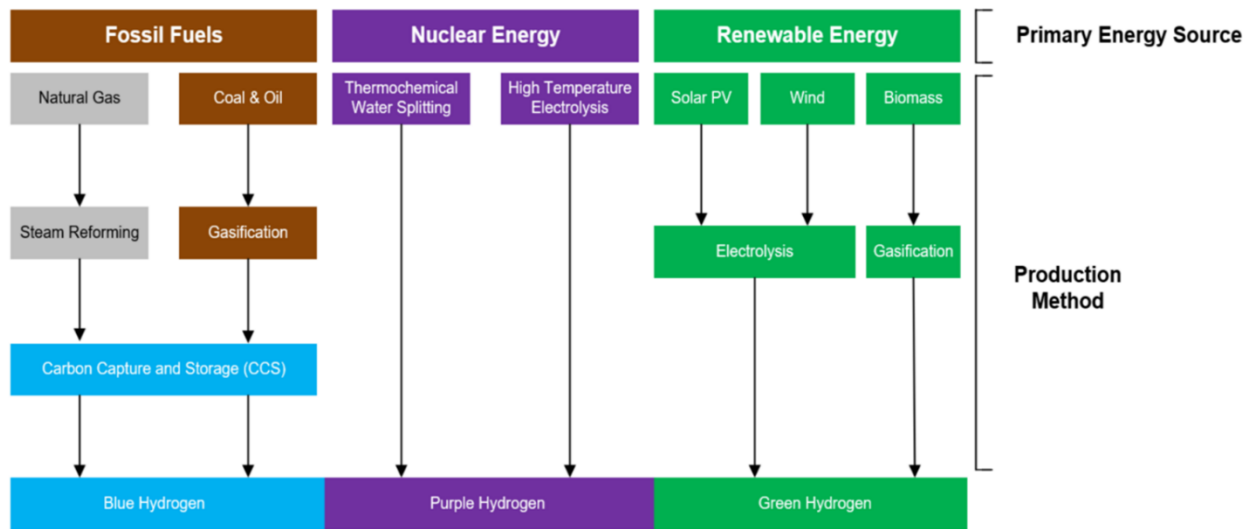 Fossil Fuels
Nuclear Energy
Renewable Energy
Primary Energy Source
Natural Gas
Coal & Oil
Thermochemical
Water Splitting
High Temperature
Electrolysis
Solar PV
Wind
Biomass
Steam Reforming
Gasification
Electrolysis
Gasification
Production
Method
Carbon Capture and Storage (CCS)
Blue Hydrogen
Purple Hydrogen
Green Hydrogen